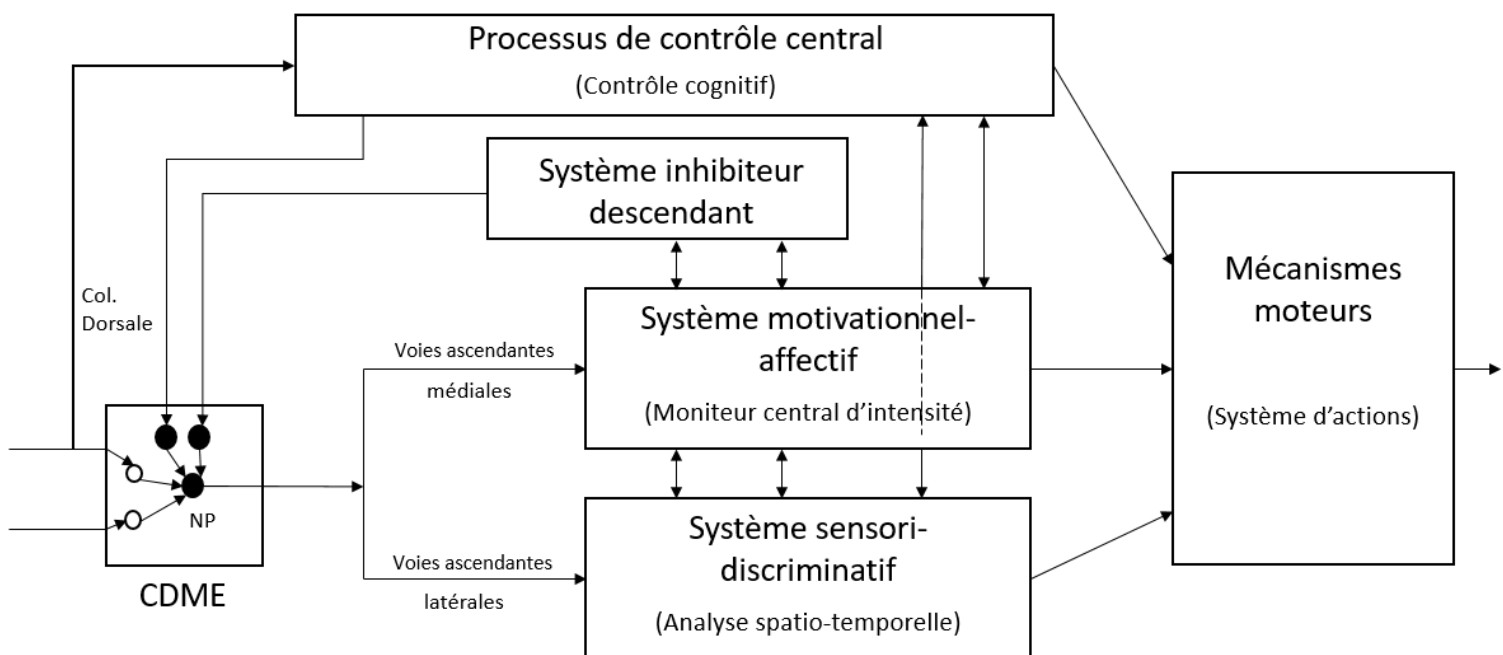 Processus de contrôle central
(Contrôle cognitif)
Système inhibiteur
descendant
Col.
Dorsale
Mécanismes
moteurs
(Système d'actions)
Système motivationnel-
affectif
(Moniteur central d'intensité)
Voies ascendantes
médiales
NP
CDME
Voies ascendantes
latérales
Système sensori-
discriminatif
(Analyse spatio-temporelle)